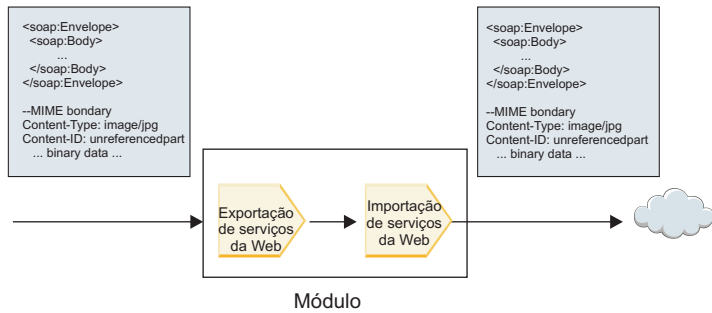 <soap:Envelope>
<soap:Body>
...
</soap:Body>
</soap:Envelope>
--MIME bondary
Content-Type: image/jpg
Content-ID: unreferencedpart
... binary data ...
<soap:Envelope>
<soap:Body>
...
</soap:Body>
</soap:Envelope>
--MIME bondary
Content-Type: image/jpg
Content-ID: unreferencedpart
... binary data ...
Exportação
de serviços
da Web
Importação
de serviços
da Web
Módulo